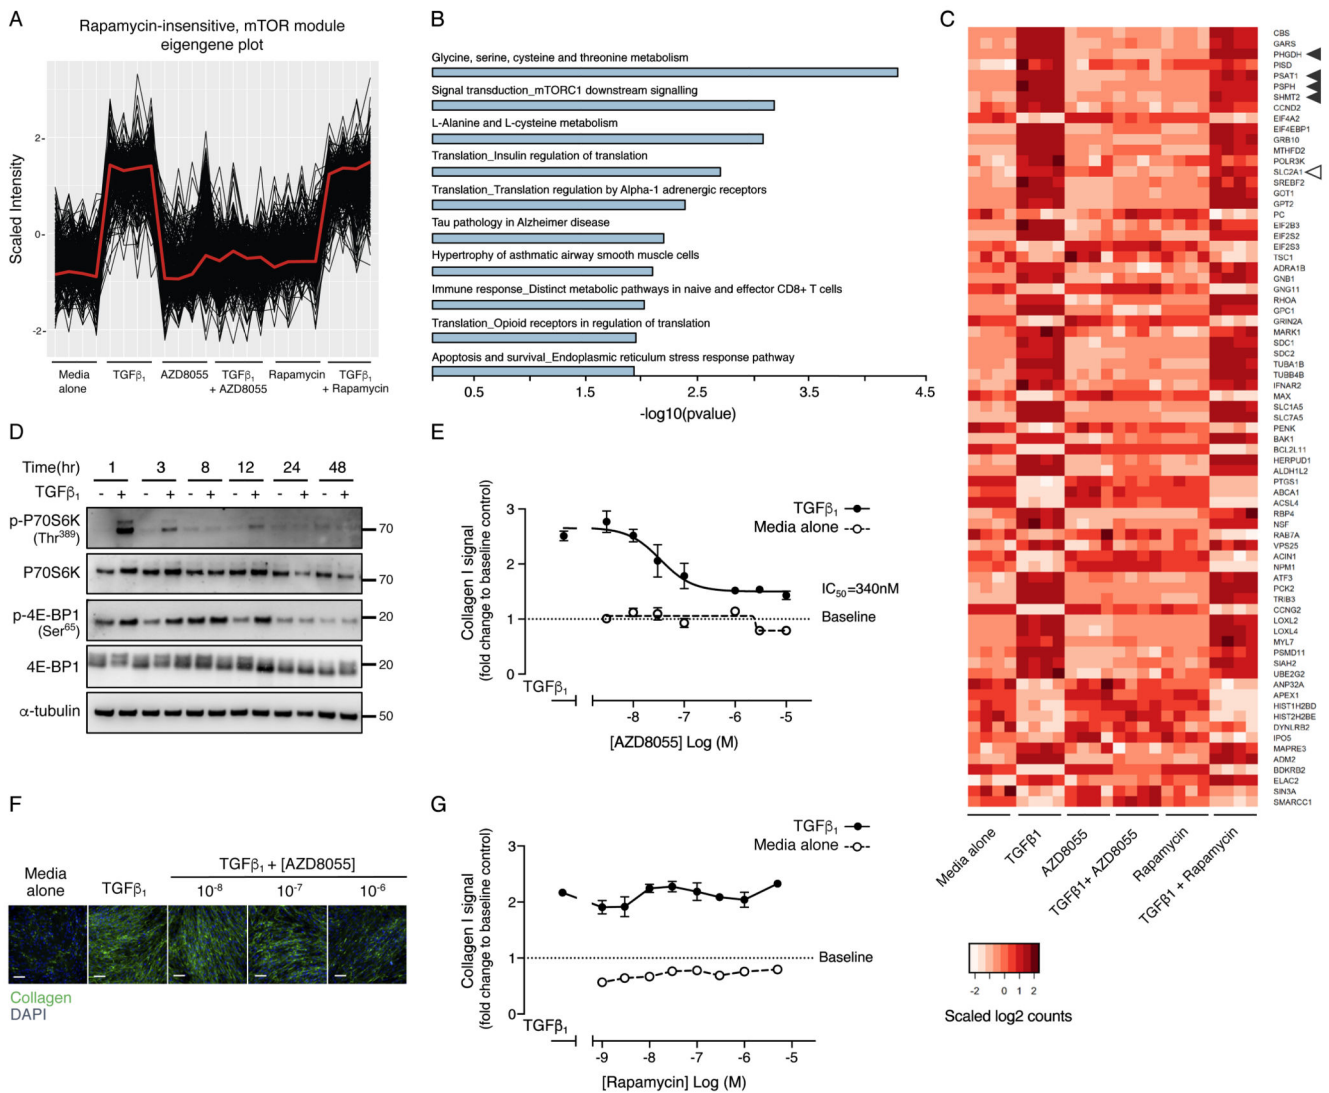 A
Rapamycin-insensitive, mTOR module
eigengene plot
Scaled Intensity
2-
0-
-2-
Media
alone
TGFβ1
AZD8055
TGFβ1
+ AZD8055
Rapamycin
TGFβ1
+ Rapamycin
B
Glycine, serine, cysteine and threonine metabolism
Signal transduction_mTORC1 downstream signalling
L-Alanine and L-cysteine metabolism
Translation_Insulin regulation of translation
Translation_Translation regulation by Alpha-1 adrenergic receptors
Tau pathology in Alzheimer disease
Hypertrophy of asthmatic airway smooth muscle cells
Immune response_Distinct metabolic pathways in naive and effector CD8+ T cells
Translation_Opioid receptors in regulation of translation
Apoptosis and survival_Endoplasmic reticulum stress response pathway
0.5 1.5 2.5 3.5 4.5
-log10(pvalue)
C
CBS
GARS
PHGDH
PISD
PSAT1
PSPH
SHMT2
CCND2
EIF4A2
EIF4EBP1
GRB10
MTHFD2
POLR3K
SLC2A1
SREBF2
GOT1
GPT2
PC
EIF2B3
EIF2S2
EIF2S3
TSC1
ADRA1B
GNB1
GNG11
RHOA
GPC1
GRIN2A
MARK1
SDC1
SDC2
TUBA1B
TUBB4B
IFNAR2
MAX
SLC1A5
SLC7A5
PENK
BAK1
BCL2L11
HERPUD1
ALDH1L2
PTGS1
ABCA1
ACSL4
RBP4
NSF
RAB7A
VPS25
ACIN1
NPM1
ATF3
PCK2
TRIB3
CCNG2
LOXL2
LOXL4
MYL7
PSMD11
SIAH2
UBE2G2
ANP32A
APEX1
HIST1H2BD
HIST2H2BE
DYNLRB2
IPO5
MAPRE3
ADM2
BDKRB2
ELAC2
SIN3A
SMARCC1
Media alone
TGFβ1
AZD8055
TGFβ1+ AZD8055
Rapamycin
TGFβ1 + Rapamycin
-2 0 1 2
Scaled log2 counts
D
Time(hr) 1 3 8 12 24 48
TGFβ1 - + - + - + - + - + - +
p-P70S6K
(Thr389)
70
P70S6K
70
p-4E-BP1
(Ser65)
20
4E-BP1
20
α-tubulin
50
E
Collagen I signal
(fold change to baseline control)
3
2
1
0
TGFβ1
Media alone
IC50=340nM
Baseline
TGFβ1
-8 -7 -6 -5
[AZD8055] Log (M)
F
Media
alone
TGFβ1
TGFβ1 + [AZD8055]
10-8 10-7 10-6
Collagen
DAPI
G
Collagen I signal
(fold change to baseline control)
3
2
1
0
TGFβ1
Media alone
Baseline
TGFβ1
-9 -8 -7 -6 -5
[Rapamycin] Log (M)